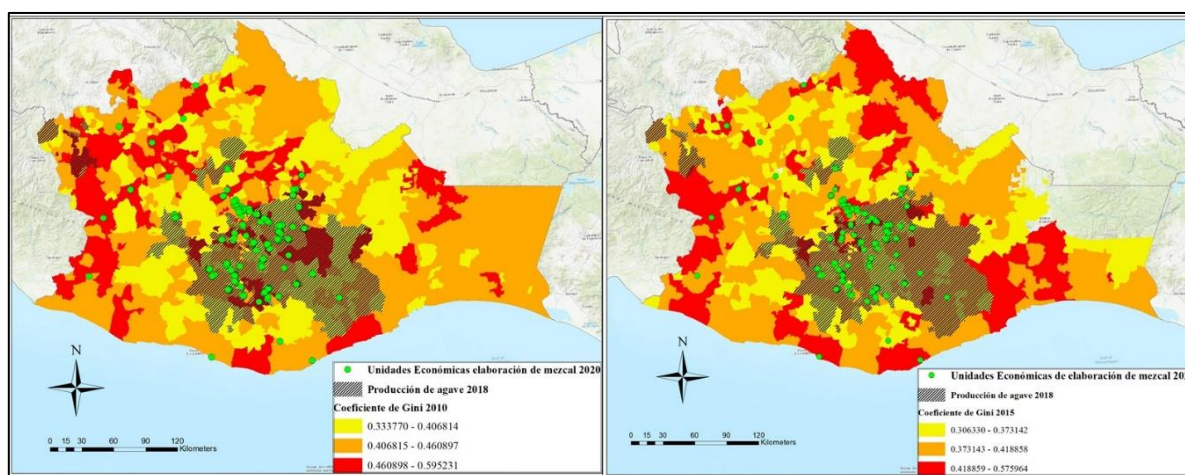 N
0 15 30 60 90 120
Kilometers
Unidades Económicas elaboración de mezcal 2020
Producción de agave 2018
Coeficiente de Gini 2010
0.333770 - 0.406814
0.406815 - 0.460897
0.460898 - 0.595231
N
0 15 30 60 90 120
Kilometers
Unidades Económicas de elaboración de mezcal 202
Producción de agave 2018
Coeficiente de Gini 2015
0.306330 - 0.373142
0.373143 - 0.418858
0.418859 - 0.575964